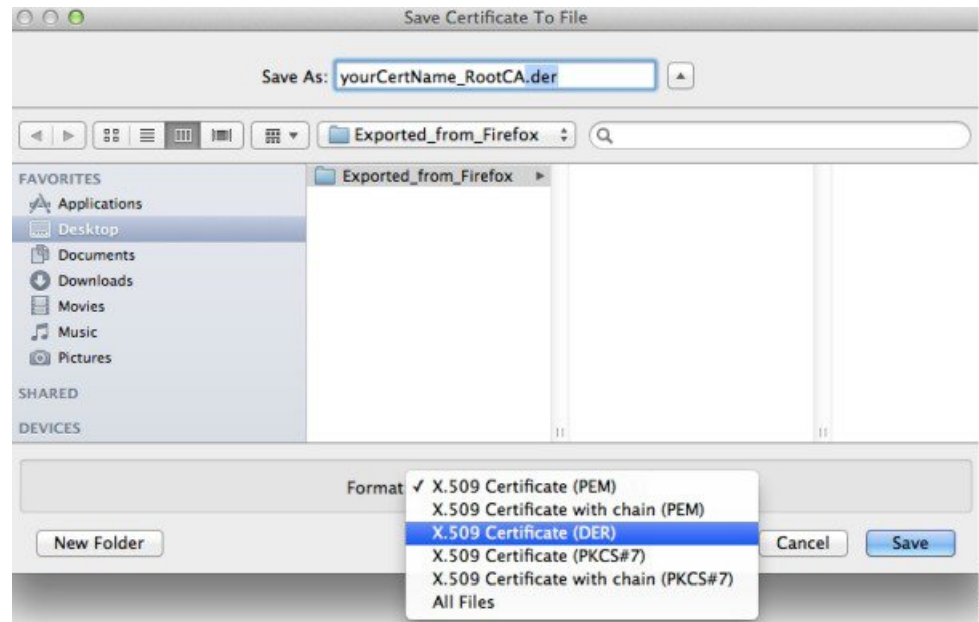 Save Certificate To File
Save As: yourCertName_RootCA.der
Exported_from_Firefox
FAVORITES
Applications
Desktop
Documents
Downloads
Movies
Music
Pictures
SHARED
DEVICES
Exported_from_Firefox
Format
✓ X.509 Certificate (PEM)
X.509 Certificate with chain (PEM)
X.509 Certificate (DER)
X.509 Certificate (PKCS#7)
X.509 Certificate with chain (PKCS#7)
All Files
New Folder
Cancel
Save